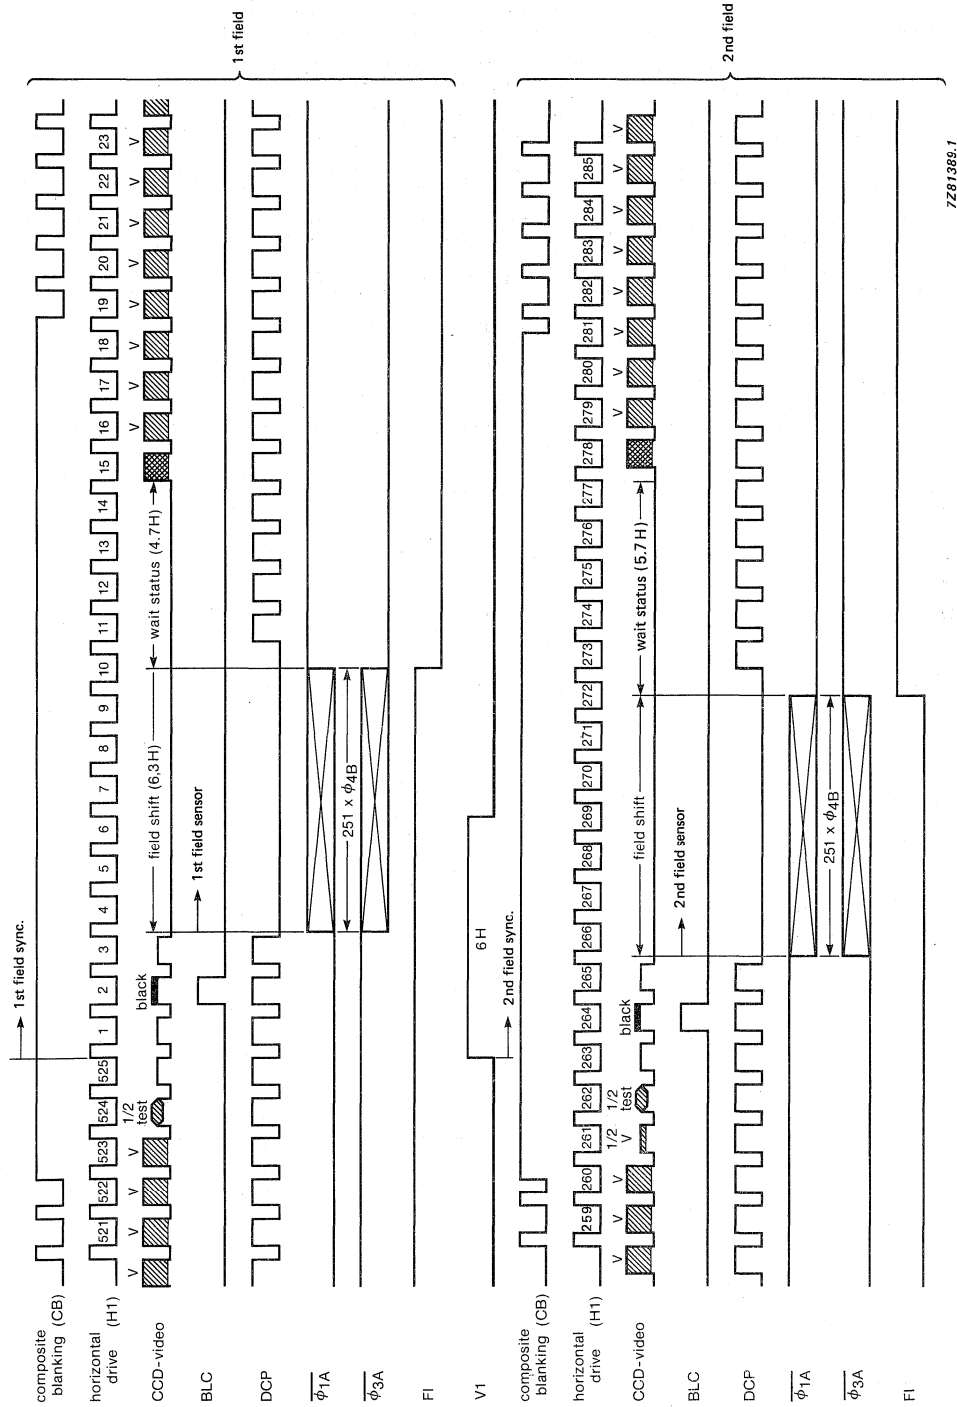 1st field
2nd field
7Z81389.1
→ 1st field sync.
composite
blanking (CB)
horizontal
drive (H1)
521 522 523 524 525 1 2 3 4 5 6 7 8 9 10 11 12 13 14 15 16 17 18 19 20 21 22 23
CCD-video
V V V V 1/2
test
black
field shift (6,3H)
wait status (4.7H)
V V V V V V V V
BLC
→ 1st field sensor
DCP
φ1A
251 x φ4B
φ3A
FI
V1
6H
→ 2nd field sync.
composite
blanking (CB)
horizontal
drive (H1)
259 260 261 262 263 264 265 266 267 268 269 270 271 272 273 274 275 276 277 278 279 280 281 282 283 284 285
CCD-video
V V V 1/2
V
1/2
test
black
field shift
wait status (5.7H)
V V V V V V V V
BLC
→ 2nd field sensor
DCP
φ1A
251 x φ4B
φ3A
FI